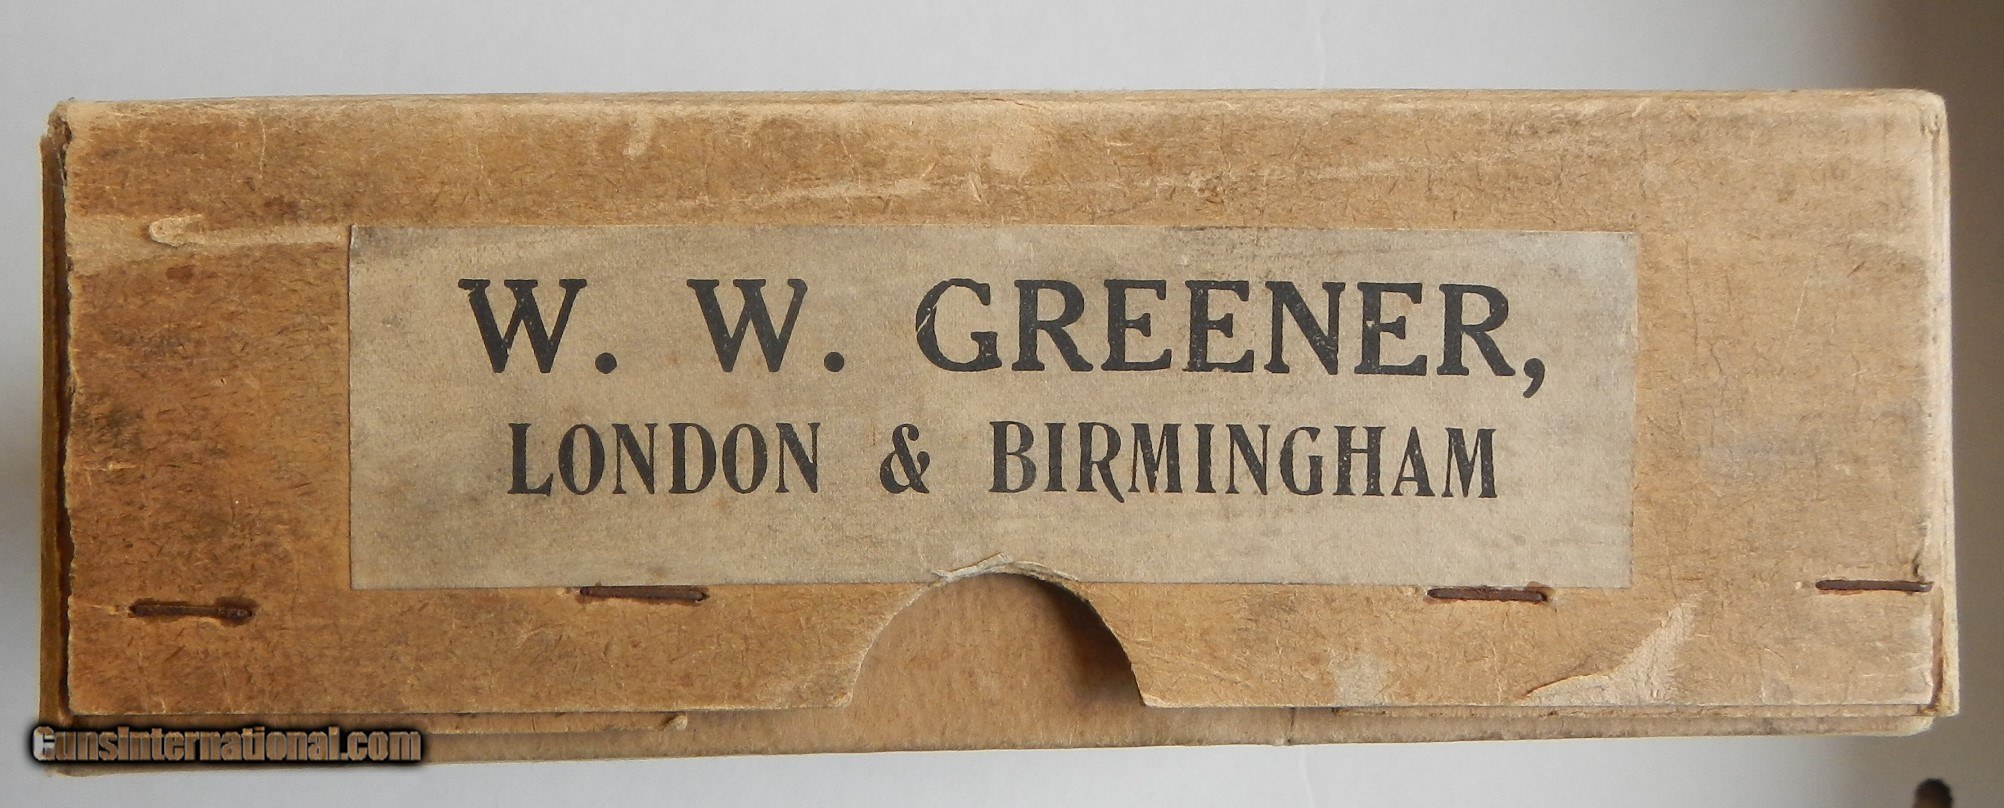 W. W. GREENER,
LONDON & BIRMINGHAM
GunsInternational.com